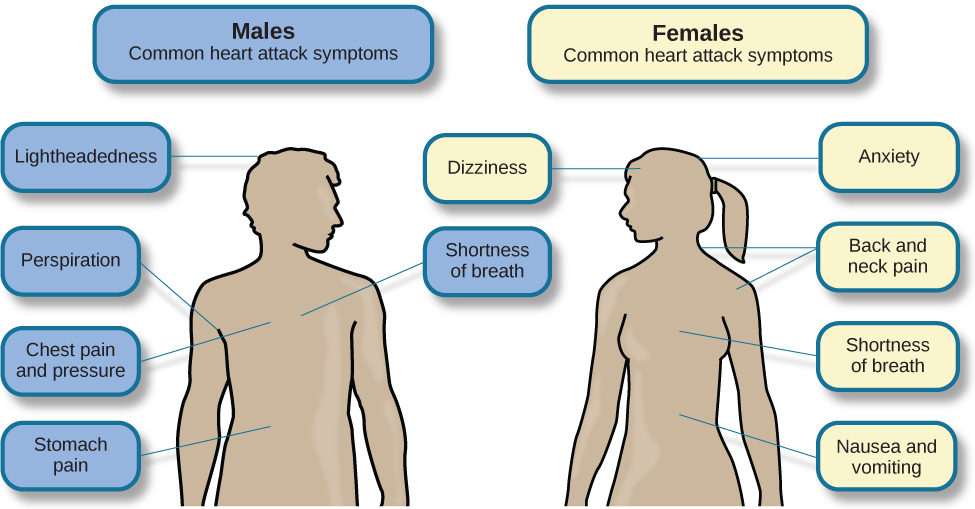 Males
Common heart attack symptoms
Females
Common heart attack symptoms
Lightheadedness
Perspiration
Chest pain
and pressure
Stomach
pain
Shortness
of breath
Dizziness
Anxiety
Back and
neck pain
Shortness
of breath
Nausea and
vomiting